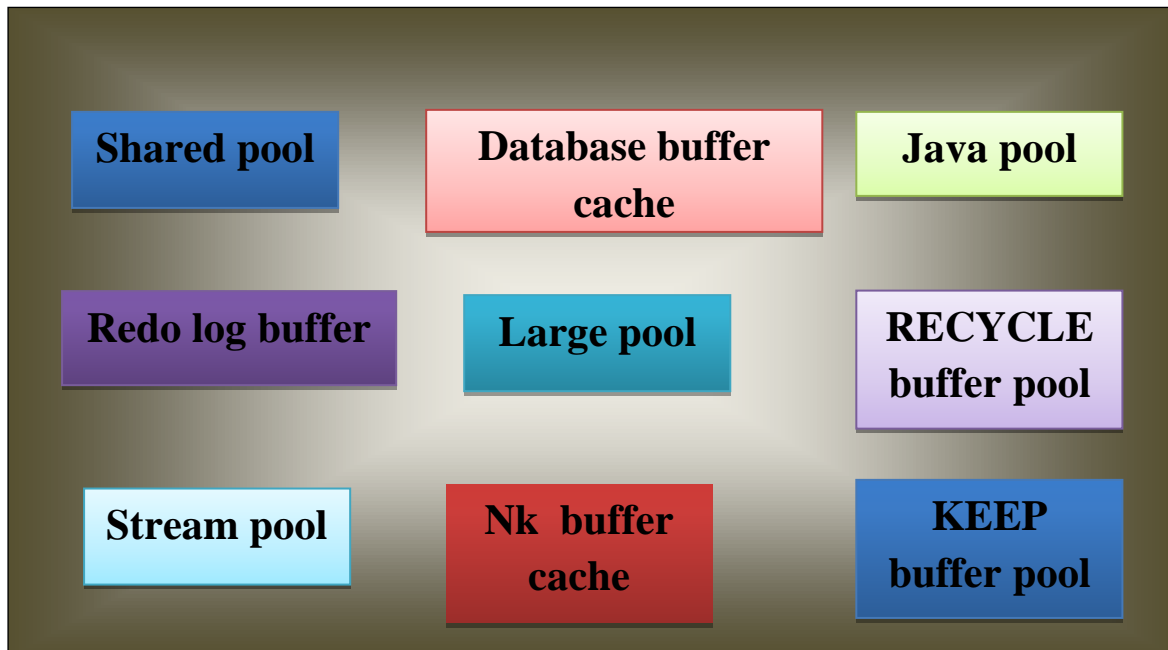 Shared pool
Database buffer
cache
Java pool
Redo log buffer
Large pool
RECYCLE
buffer pool
Stream pool
Nk  buffer
cache
KEEP
buffer pool